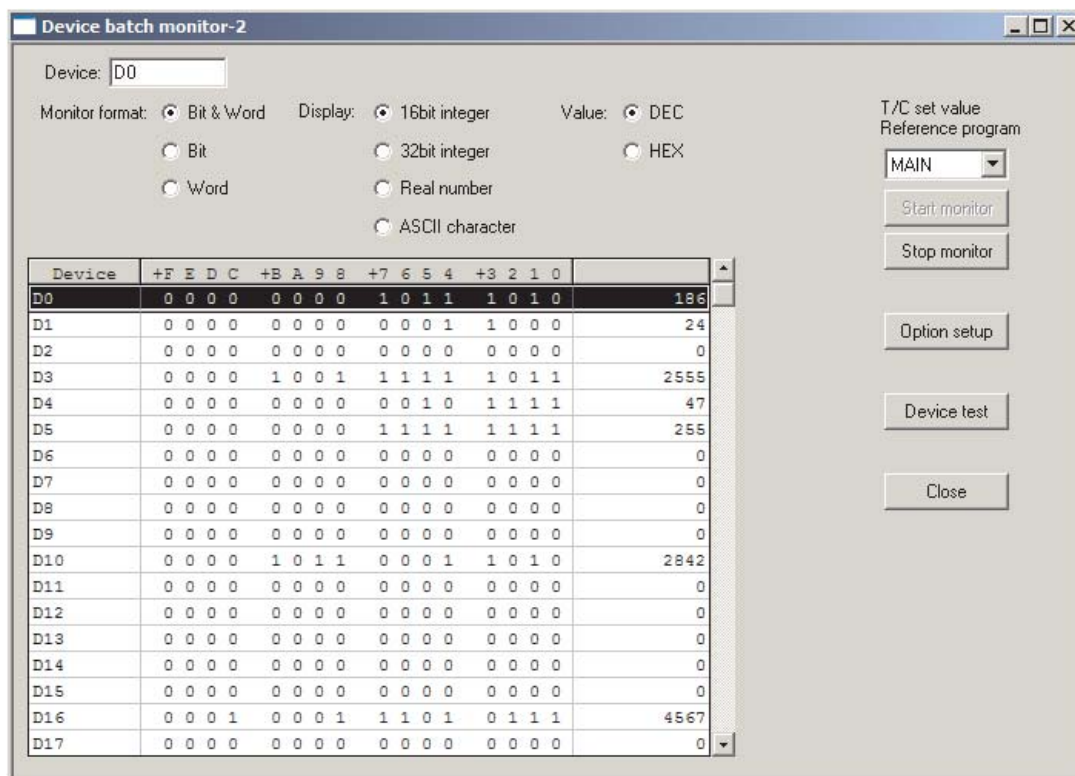 Device batch monitor-2
Device: D0
Monitor format: Bit & Word Display: 16bit integer Value: DEC
Bit 32bit integer HEX
Word Real number
ASCII character
T/C set value
Reference program
MAIN
Start monitor
Stop monitor
Option setup
Device test
Close
Device +F E D C +B A 9 8 +7 6 5 4 +3 2 1 0
D0 0 0 0 0 0 0 0 0 1 0 1 1 1 0 1 0 186
D1 0 0 0 0 0 0 0 0 0 0 0 1 1 0 0 0 24
D2 0 0 0 0 0 0 0 0 0 0 0 0 0 0 0 0 0
D3 0 0 0 0 1 0 0 1 1 1 1 1 1 0 1 1 2555
D4 0 0 0 0 0 0 0 0 0 0 1 0 1 1 1 1 47
D5 0 0 0 0 0 0 0 0 1 1 1 1 1 1 1 1 255
D6 0 0 0 0 0 0 0 0 0 0 0 0 0 0 0 0 0
D7 0 0 0 0 0 0 0 0 0 0 0 0 0 0 0 0 0
D8 0 0 0 0 0 0 0 0 0 0 0 0 0 0 0 0 0
D9 0 0 0 0 0 0 0 0 0 0 0 0 0 0 0 0 0
D10 0 0 0 0 1 0 1 1 0 0 0 1 1 0 1 0 2842
D11 0 0 0 0 0 0 0 0 0 0 0 0 0 0 0 0 0
D12 0 0 0 0 0 0 0 0 0 0 0 0 0 0 0 0 0
D13 0 0 0 0 0 0 0 0 0 0 0 0 0 0 0 0 0
D14 0 0 0 0 0 0 0 0 0 0 0 0 0 0 0 0 0
D15 0 0 0 0 0 0 0 0 0 0 0 0 0 0 0 0 0
D16 0 0 0 1 0 0 0 1 1 1 0 1 0 1 1 1 4567
D17 0 0 0 0 0 0 0 0 0 0 0 0 0 0 0 0 0